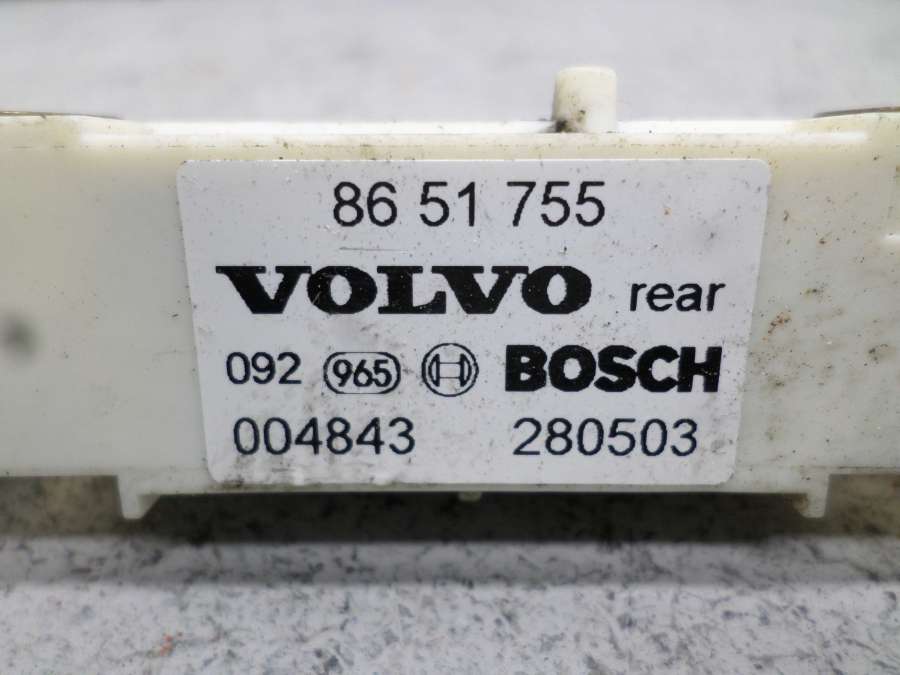 86 51 755
VOLVO rear
092 965 BOSCH
004843 280503